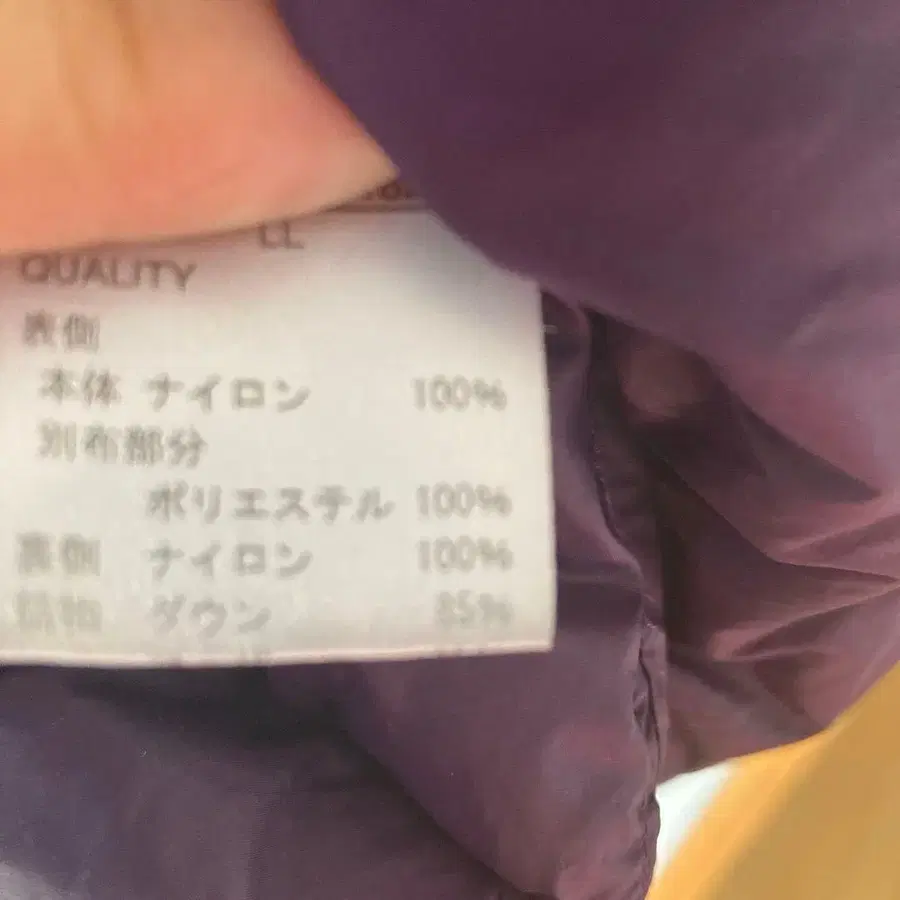 LL
QUALITY
表側
本体 ナイロン 100%
別布部分
ポリエステル 100%
裏側 ナイロン 100%
詰物 ダウン 85%